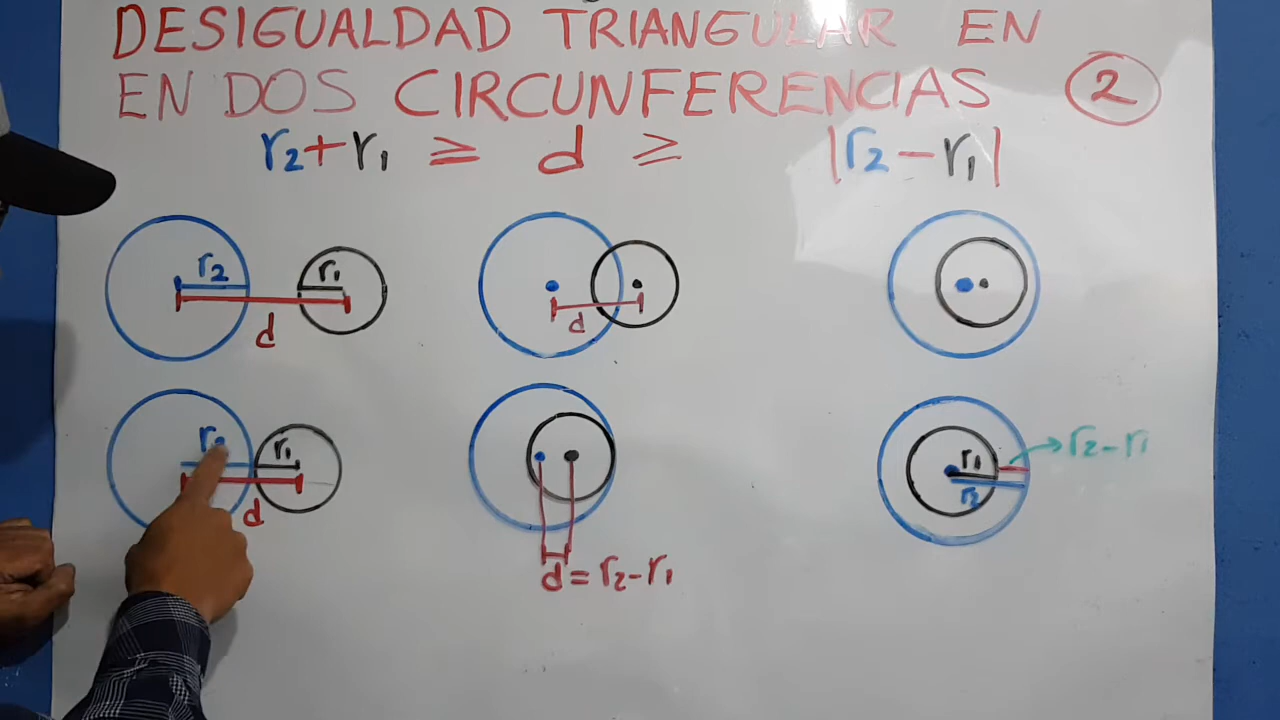 DESIGUALDAD TRIANGULAR EN
EN DOS CIRCUNFERENCIAS 2
r₂+r₁ ≥ d ≥ |r₂-r₁|
r₂ r₁
d
d
r₂ r₁
d
d=r₂-r₁
r₁
r₂
r₂-r₁